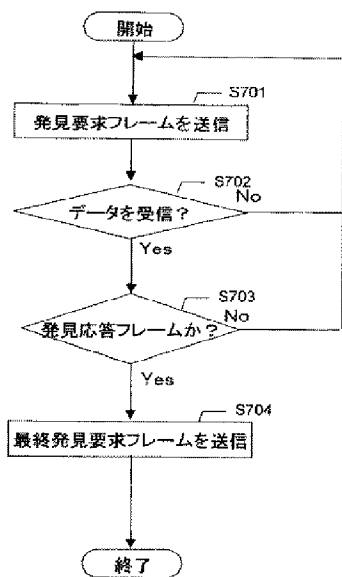 開始
S701
発見要求フレームを送信
S702
データを受信？
No
Yes
S703
発見応答フレームか？
No
Yes
S704
最終発見要求フレームを送信
終了